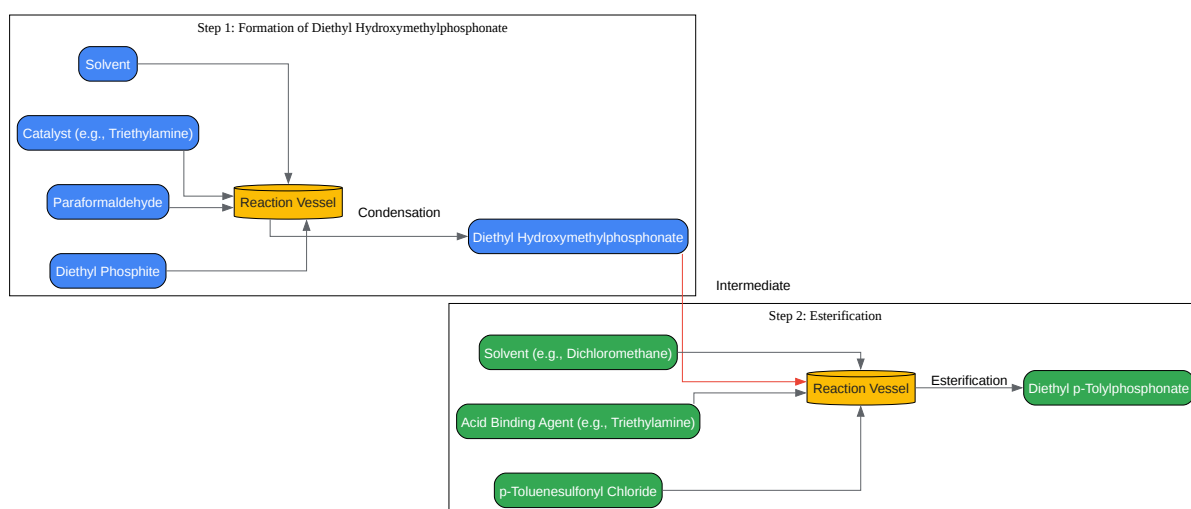 Step 1: Formation of Diethyl Hydroxymethylphosphonate
Solvent
Catalyst (e.g., Triethylamine)
Paraformaldehyde
Reaction Vessel
Condensation
Diethyl Hydroxymethylphosphonate
Diethyl Phosphite
Intermediate
Step 2: Esterification
Solvent (e.g., Dichloromethane)
Reaction Vessel
Esterification
Diethyl p-Tolylphosphonate
Acid Binding Agent (e.g., Triethylamine)
p-Toluenesulfonyl Chloride